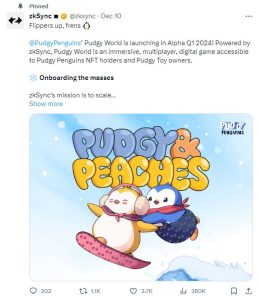 Pinned
zkSync @zksync · Dec 10
Flippers up, frens
@PudgyPenguins' Pudgy World is launching in Alpha Q1 2024! Powered by
zkSync, Pudgy World is an immersive, multiplayer, digital game accessible
to Pudgy Penguins NFT holders and Pudgy Toy owners.
Onboarding the masses
zkSync's mission is to scale...
Show more
PUDGY
PENGUINS
PUDGY &
PEACHES
202 1.1K 3.7K 350K